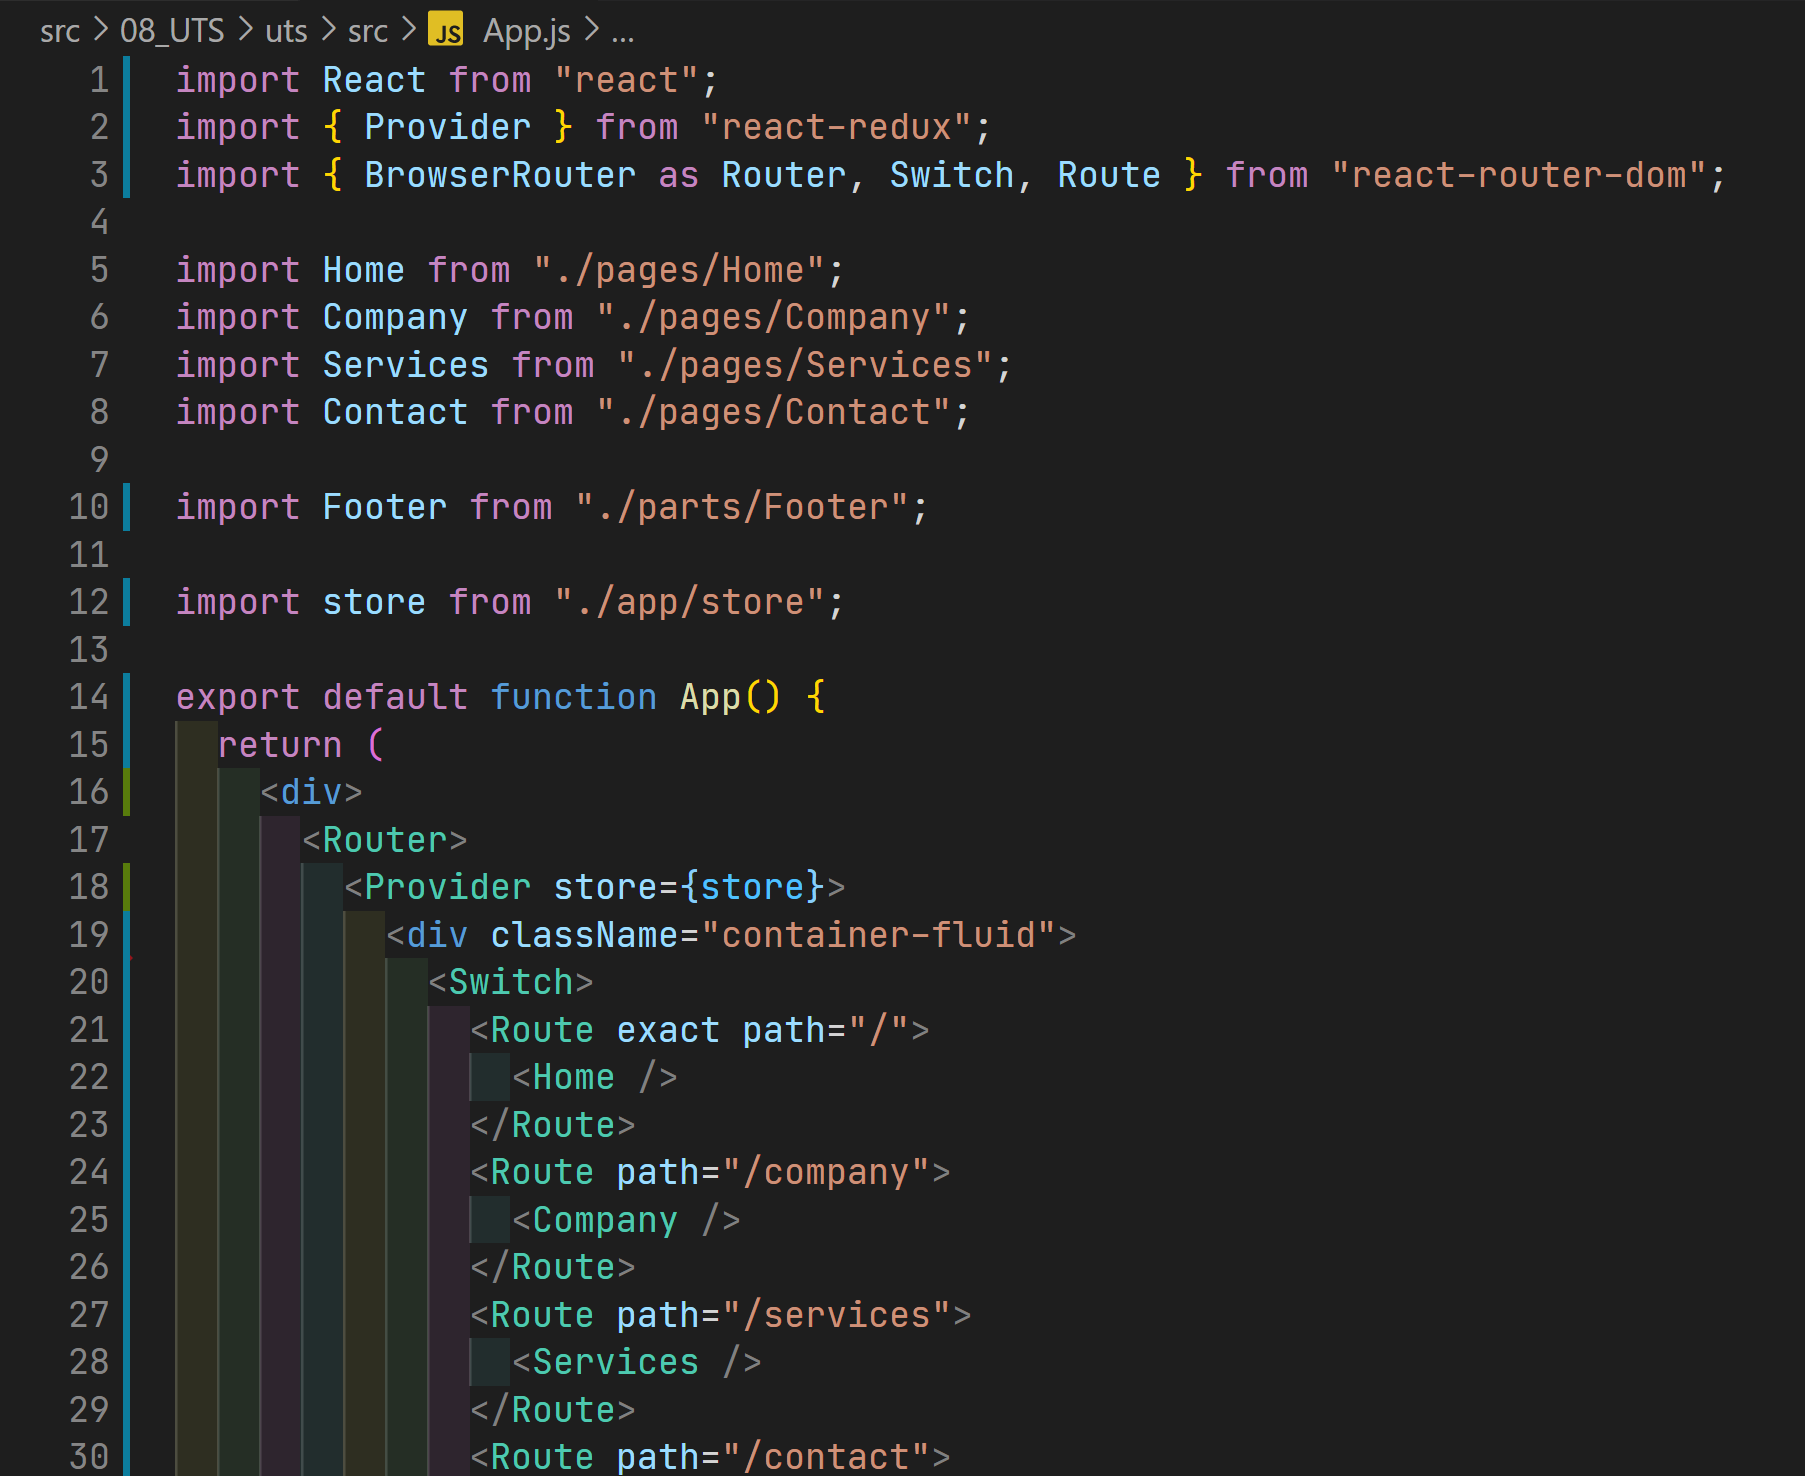 src > 08_UTS > uts > src > JS App.js > ...
1 import React from "react";
2 import { Provider } from "react-redux";
3 import { BrowserRouter as Router, Switch, Route } from "react-router-dom";
4
5 import Home from "./pages/Home";
6 import Company from "./pages/Company";
7 import Services from "./pages/Services";
8 import Contact from "./pages/Contact";
9
10 import Footer from "./parts/Footer";
11
12 import store from "./app/store";
13
14 export default function App() {
15   return (
16     <div>
17       <Router>
18         <Provider store={store}>
19           <div className="container-fluid">
20             <Switch>
21               <Route exact path="/">
22                 <Home />
23               </Route>
24               <Route path="/company">
25                 <Company />
26               </Route>
27               <Route path="/services">
28                 <Services />
29               </Route>
30               <Route path="/contact">